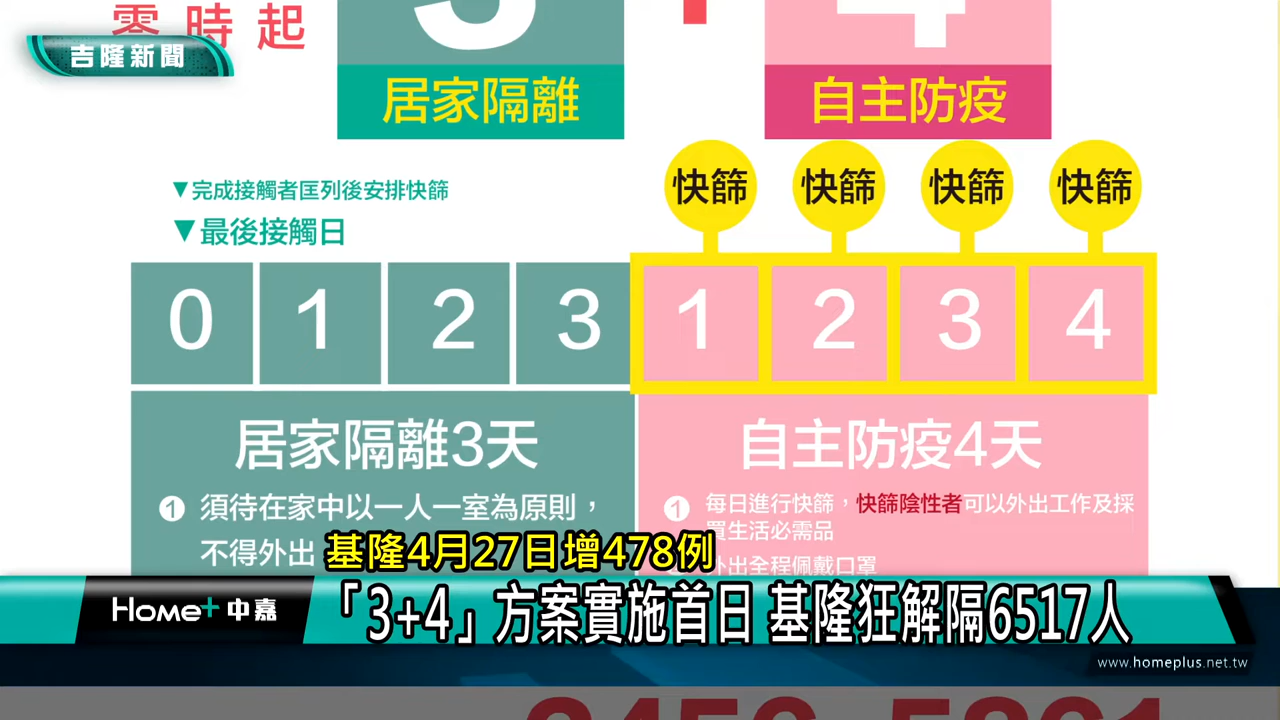 零時起
吉隆新聞
3
4
居家隔離
自主防疫
▼完成接觸者匡列後安排快篩
▼最後接觸日
快篩 快篩 快篩 快篩
0 1 2 3 1 2 3 4
居家隔離3天
自主防疫4天
1 須待在家中以一人一室為原則，
不得外出
1 每日進行快篩，快篩陰性者可以外出工作及採
買生活必需品
外出全程佩戴口罩
基隆4月27日增478例
「3+4」方案實施首日 基隆狂解隔6517人
Home+中嘉
www.homeplus.net.tw